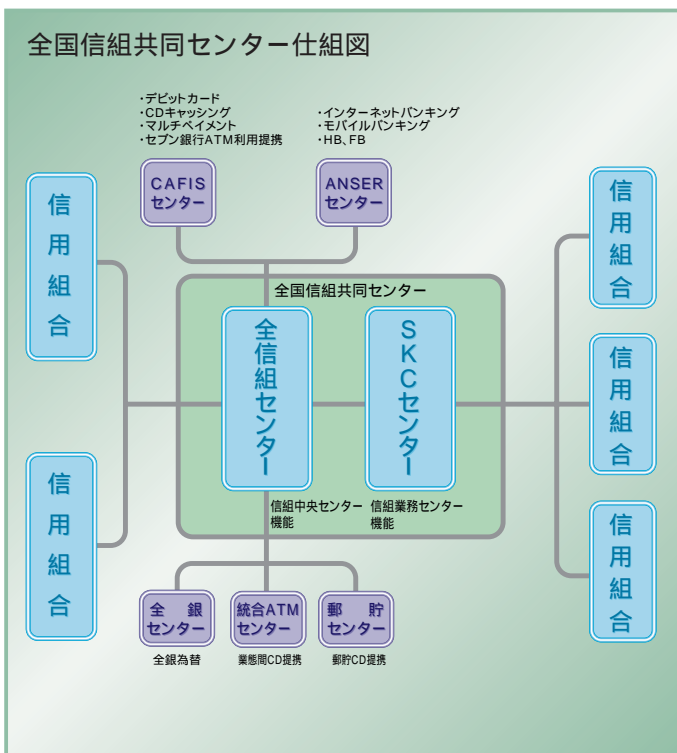 全国信組共同センター仕組図
・デビットカード
・CDキャッシング
・マルチペイメント
・セブン銀行ATM利用提携
・インターネットバンキング
・モバイルバンキング
・HB、FB
CAFIS
センター
ANSER
センター
信用組合
信用組合
全国信組共同センター
全信組センター
SKCセンター
信組中央センター
機能
信組業務センター
機能
信用組合
信用組合
信用組合
全銀
センター
統合ATM
センター
郵貯
センター
全銀為替
業態間CD提携
郵貯CD提携